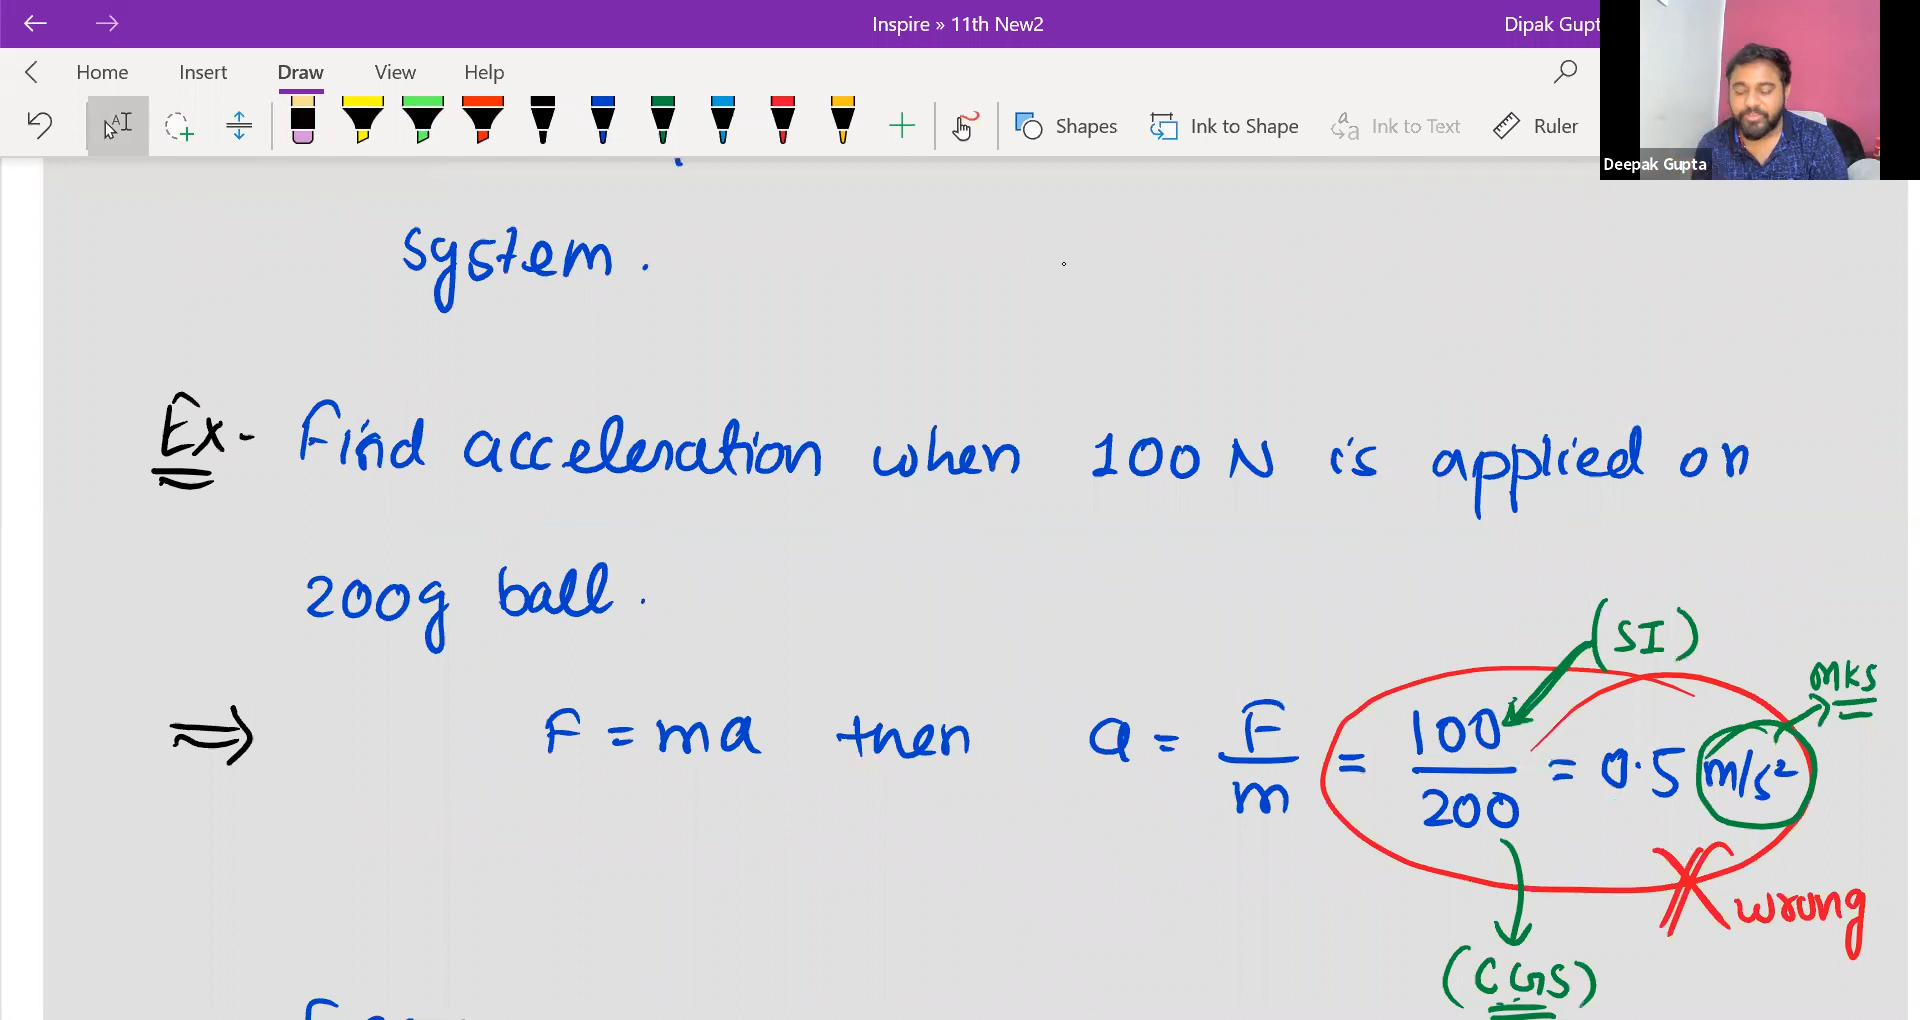 Inspire » 11th New2 Dipak Gupt
Home Insert Draw View Help
Shapes Ink to Shape Ink to Text Ruler
Deepak Gupta
system.
Ex- Find acceleration when 100 N is applied on
200g ball.
(SI)
MKS
⇒ F = ma then a = F/m = 100/200 = 0.5 m/s²
wrong
(CGS)